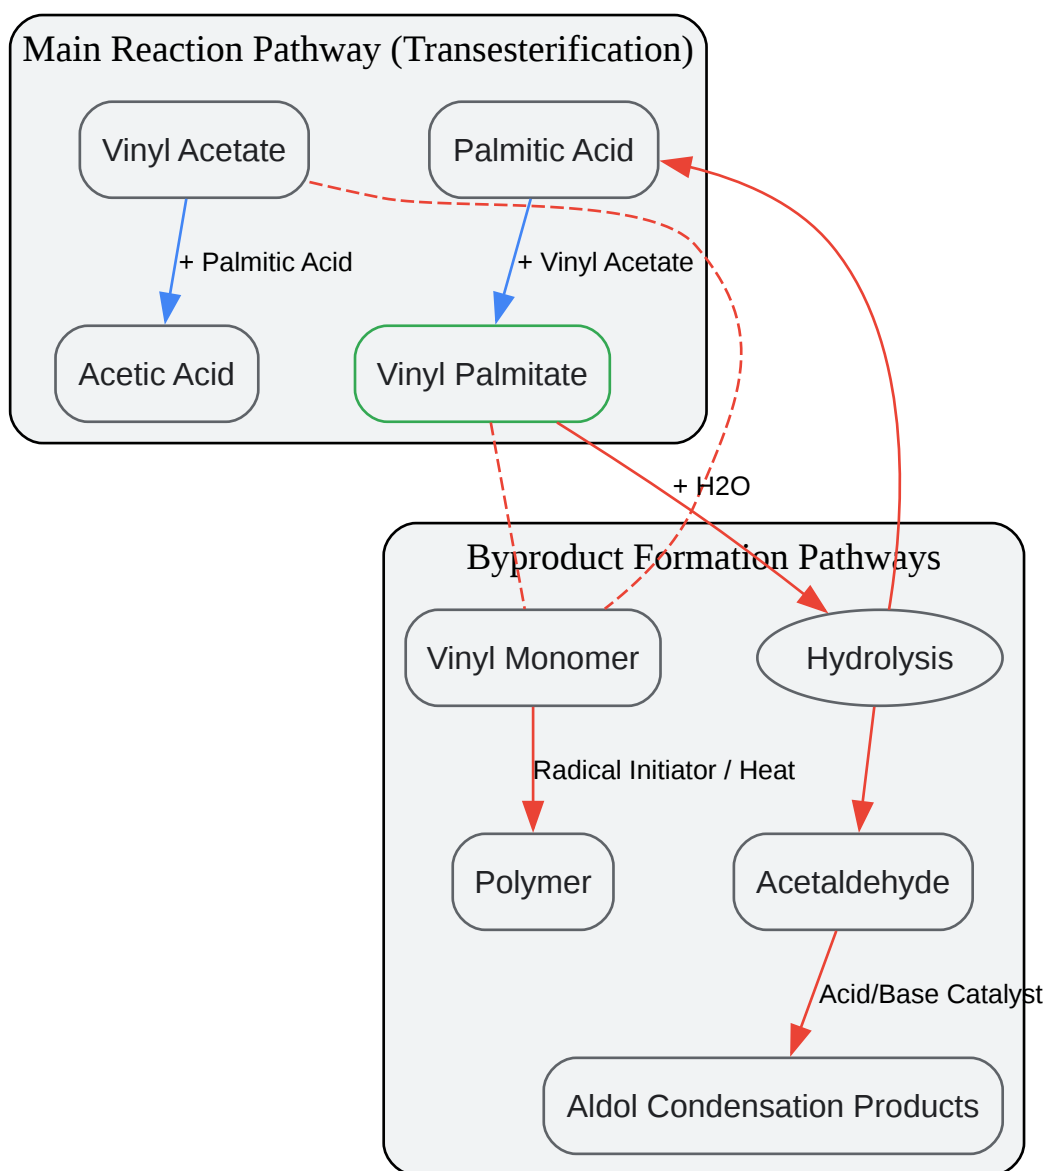 Main Reaction Pathway (Transesterification)
Vinyl Acetate
Palmitic Acid
+ Palmitic Acid
+ Vinyl Acetate
Acetic Acid
Vinyl Palmitate
+ H2O
Byproduct Formation Pathways
Vinyl Monomer
Hydrolysis
Radical Initiator / Heat
Polymer
Acetaldehyde
Acid/Base Catalyst
Aldol Condensation Products